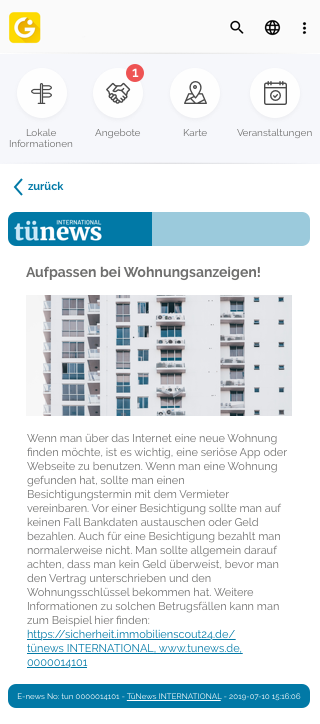 G
1
Lokale
Informationen
Angebote
Karte
Veranstaltungen
zurück
INTERNATIONAL
tünews
Aufpassen bei Wohnungsanzeigen!
Wenn man über das Internet eine neue Wohnung
finden möchte, ist es wichtig, eine seriöse App oder
Webseite zu benutzen. Wenn man eine Wohnung
gefunden hat, sollte man einen
Besichtigungstermin mit dem Vermieter
vereinbaren. Vor einer Besichtigung sollte man auf
keinen Fall Bankdaten austauschen oder Geld
bezahlen. Auch für eine Besichtigung bezahlt man
normalerweise nicht. Man sollte allgemein darauf
achten, dass man kein Geld überweist, bevor man
den Vertrag unterschrieben und den
Wohnungsschlüssel bekommen hat. Weitere
Informationen zu solchen Betrugsfällen kann man
zum Beispiel hier finden:
https://sicherheit.immobilienscout24.de/
tünews INTERNATIONAL, www.tunews.de,
0000014101
E-news No: tun 0000014101 - TüNews INTERNATIONAL - 2019-07-10 15:16:06